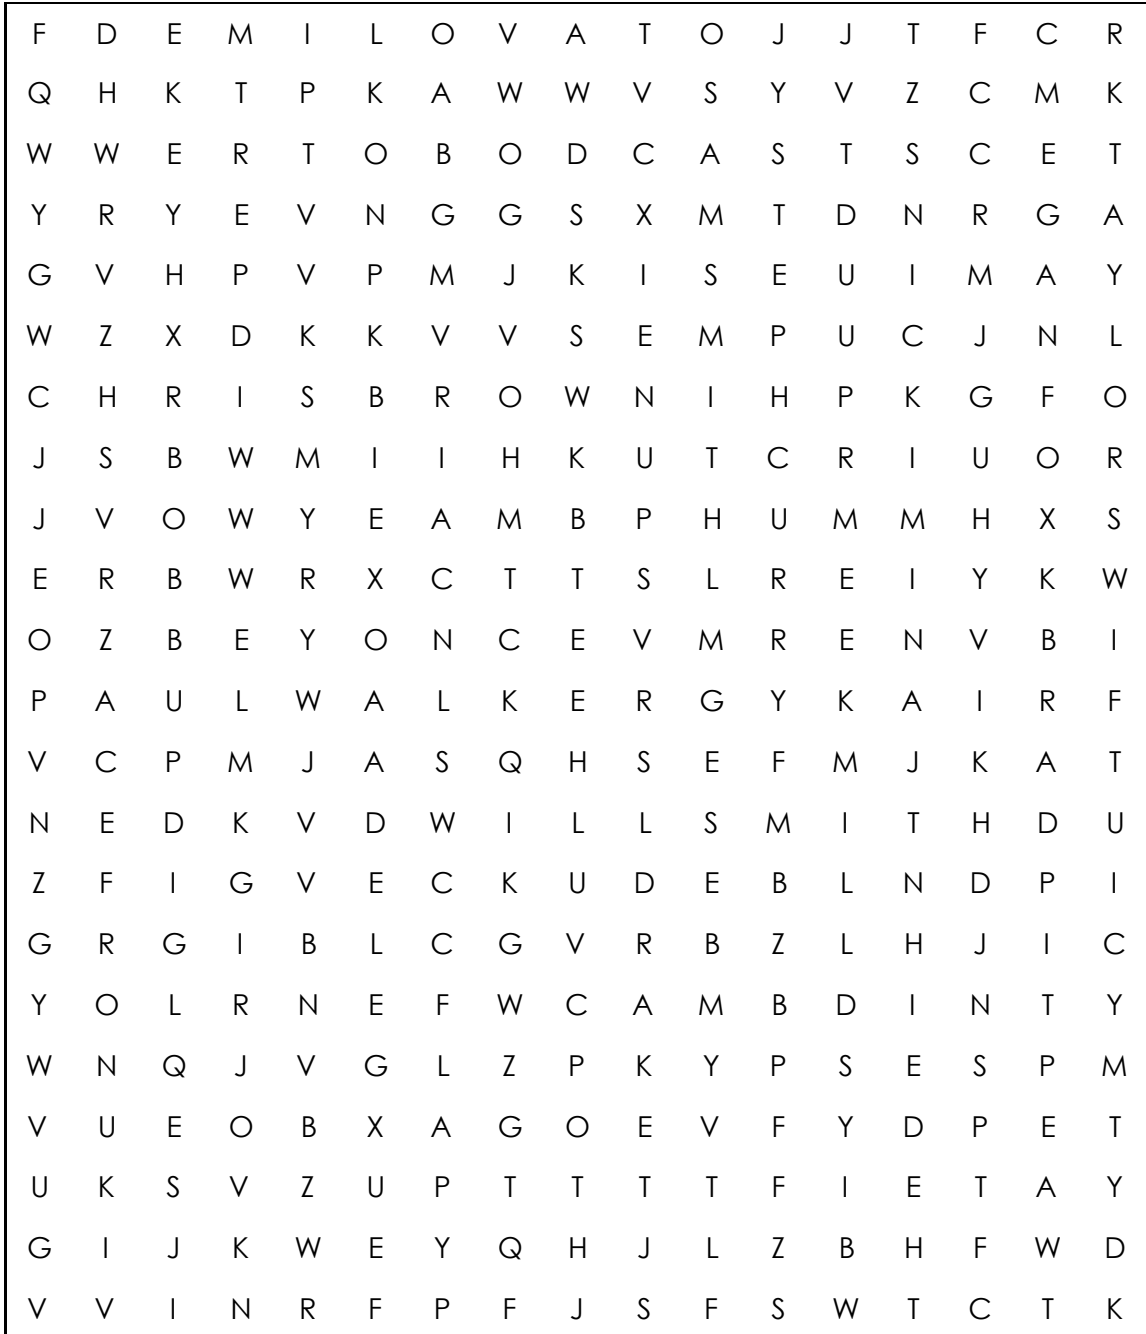 F D E M I L O V A T O J J T F C R
Q H K T P K A W W V S Y V Z C M K
W W E R T O B O D C A S T S C E T
Y R Y E V N G G S X M T D N R G A
G V H P V P M J K I S E U I M A Y
W Z X D K K V V S E M P U C J N L
C H R I S B R O W N I H P K G F O
J S B W M I I H K U T C R I U O R
J V O W Y E A M B P H U M M H X S
E R B W R X C T T S L R E I Y K W
O Z B E Y O N C E V M R E N V B I
P A U L W A L K E R G Y K A I R F
V C P M J A S Q H S E F M J K A T
N E D K V D W I L L S M I T H D U
Z F I G V E C K U D E B L N D P I
G R G I B L C G V R B Z L H J I C
Y O L R N E F W C A M B D I N T Y
W N Q J V G L Z P K Y P S E S P M
V U E O B X A G O E V F Y D P E T
U K S V Z U P T T T T F I E T A Y
G I J K W E Y Q H J L Z B H F W D
V V I N R F P F J S F S W T C T K